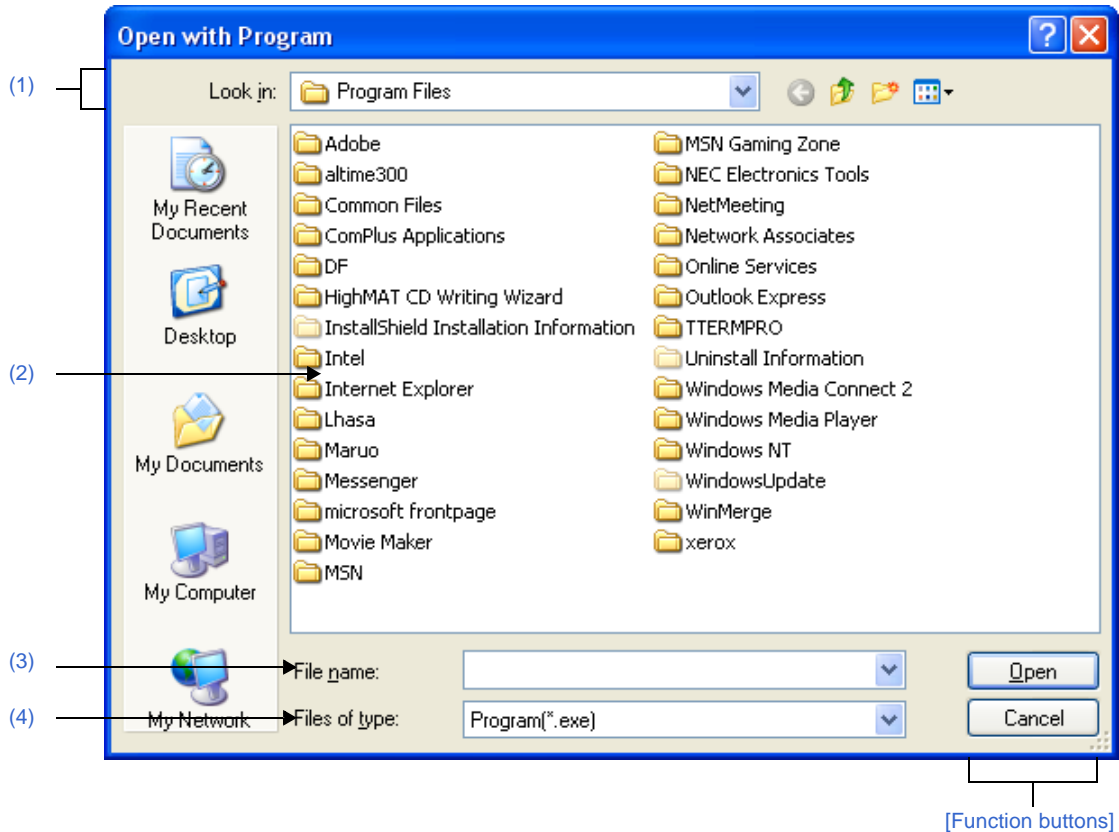 Open with Program
(1)
Look in:
Program Files
My Recent
Documents
Desktop
My Documents
My Computer
My Network
Adobe
altime300
Common Files
ComPlus Applications
DF
HighMAT CD Writing Wizard
InstallShield Installation Information
Intel
Internet Explorer
Lhasa
Maruo
Messenger
microsoft frontpage
Movie Maker
MSN
MSN Gaming Zone
NEC Electronics Tools
NetMeeting
Network Associates
Online Services
Outlook Express
TTERMPRO
Uninstall Information
Windows Media Connect 2
Windows Media Player
Windows NT
WindowsUpdate
WinMerge
xerox
(2)
(3)
File name:
Open
(4)
Files of type:
Program(*.exe)
Cancel
[Function buttons]